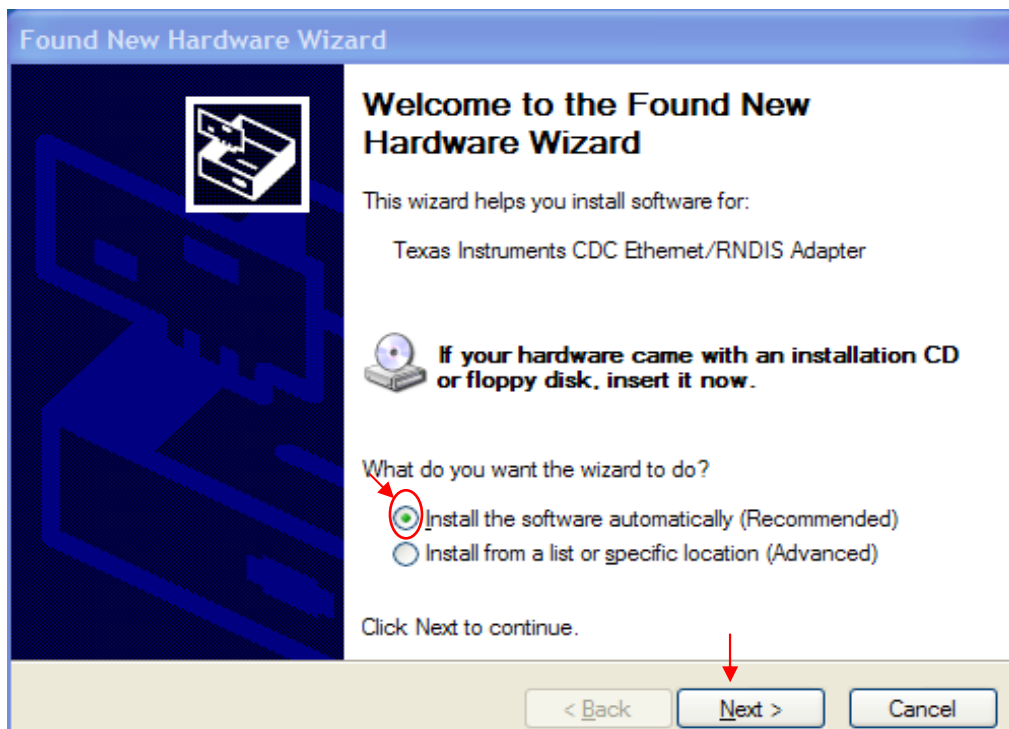 Found New Hardware Wizard
Welcome to the Found New
Hardware Wizard
This wizard helps you install software for:
Texas Instruments CDC Ethernet/RNDIS Adapter
If your hardware came with an installation CD
or floppy disk, insert it now.
What do you want the wizard to do?
Install the software automatically (Recommended)
Install from a list or specific location (Advanced)
Click Next to continue.
< Back Next > Cancel